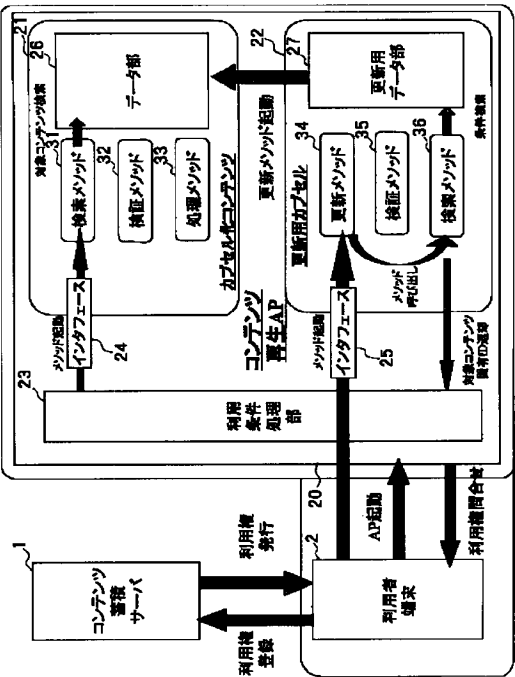 コンテンツ
蓄積
サーバ
1
利用権
登録
利用権
発行
利用者
端末
2
AP起動
利用権問合せ
20
利用
条件
処理
部
23
メソッド起動
インタフェース
24
メソッド起動
インタフェース
25
コンテンツ
再生AP
21
26
データ部
対象コンテンツ検索
31
検索メソッド
32
検証メソッド
33
処理メソッド
カプセル化コンテンツ
22
27
更新用
データ部
更新メソッド起動
更新用カプセル
34
更新メソッド
35
検証メソッド
36
検索メソッド
条件検索
メソッド
呼び出し
対象コンテンツ
固有ID返却